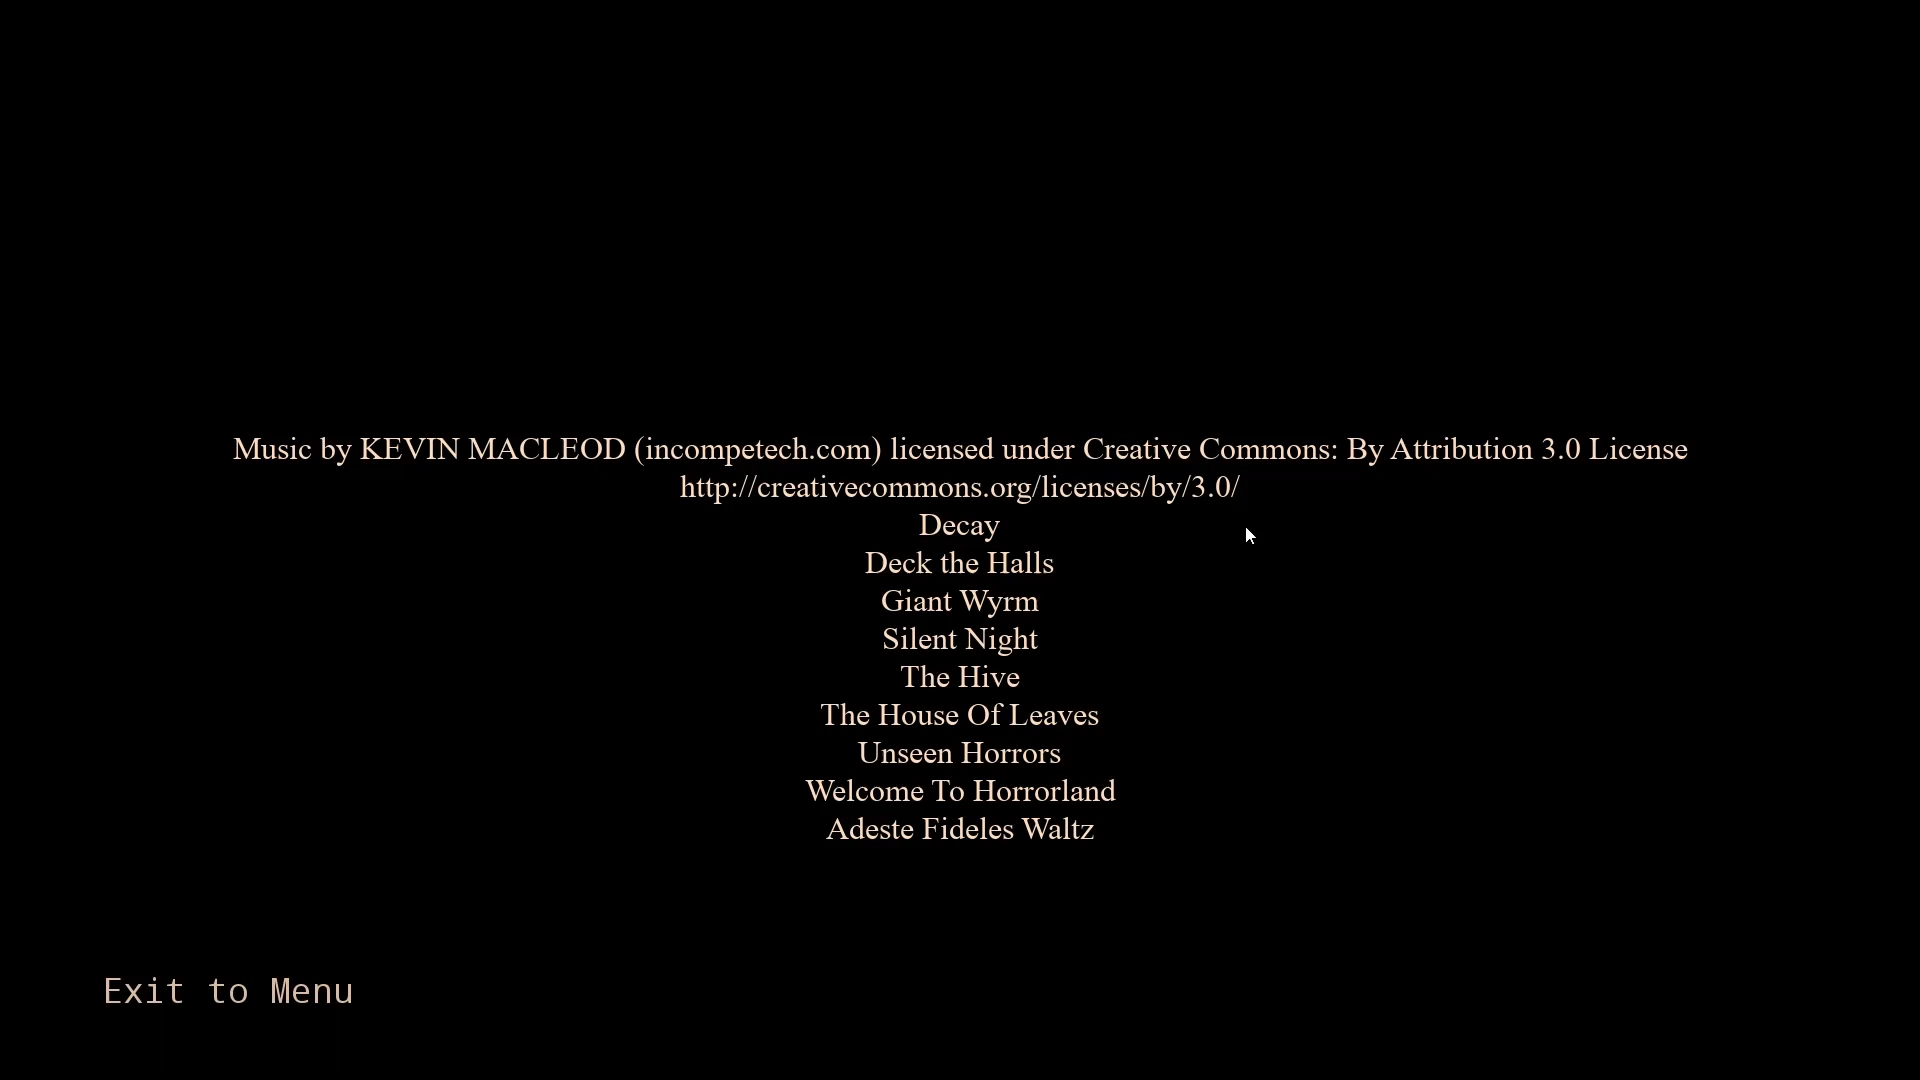 Music by KEVIN MACLEOD (incompetech.com) licensed under Creative Commons: By Attribution 3.0 License
http://creativecommons.org/licenses/by/3.0/
Decay
Deck the Halls
Giant Wyrm
Silent Night
The Hive
The House Of Leaves
Unseen Horrors
Welcome To Horrorland
Adeste Fideles Waltz
Exit to Menu